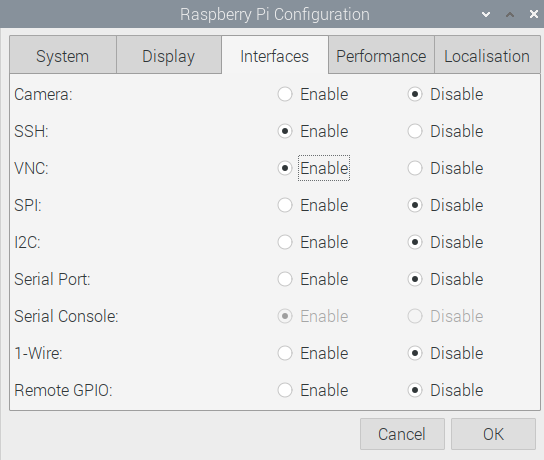 Raspberry Pi Configuration
System Display Interfaces Performance Localisation
Camera: Enable Disable
SSH: Enable Disable
VNC: Enable Disable
SPI: Enable Disable
I2C: Enable Disable
Serial Port: Enable Disable
Serial Console: Enable Disable
1-Wire: Enable Disable
Remote GPIO: Enable Disable
Cancel OK